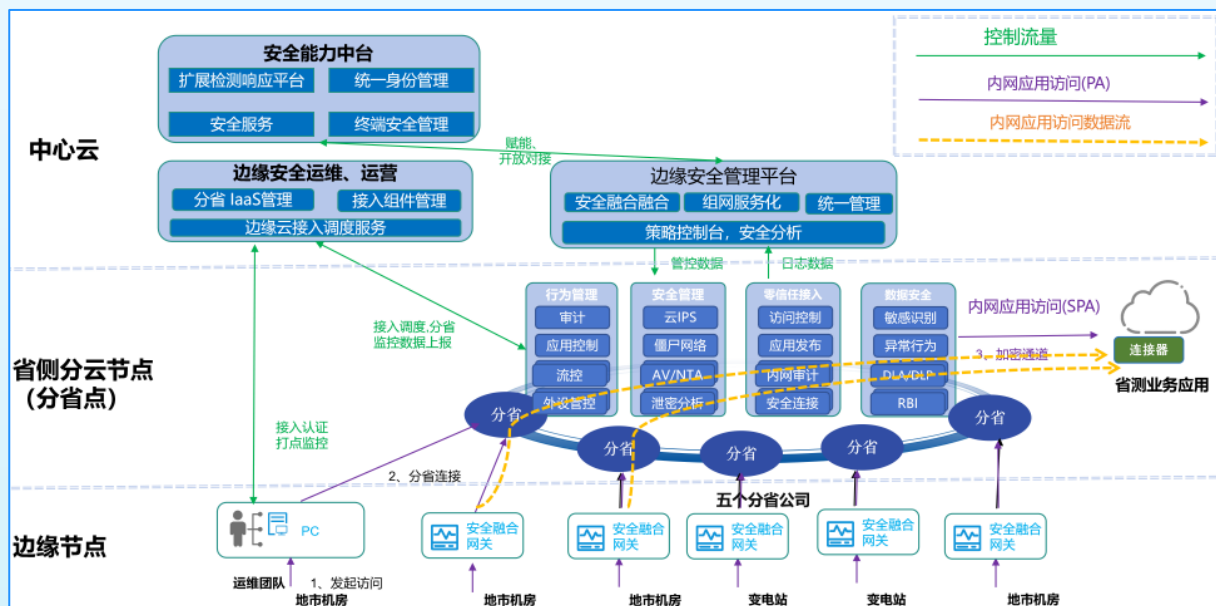 安全能力中台
扩展检测响应平台
统一身份管理
安全服务
终端安全管理
控制流量
内网应用访问(PA)
内网应用访问数据流
中心云
赋能、
开放对接
边缘安全运维、运营
分省 IaaS管理
接入组件管理
边缘云接入调度服务
边缘安全管理平台
安全融合融合
组网服务化
统一管理
策略控制台，安全分析
管控数据
日志数据
省侧分云节点
（分省点）
接入调度,分省
监控数据上报
接入认证
打点监控
行为管理
审计
应用控制
流控
外设管控
安全管理
云IPS
僵尸网络
AV/NTA
泄密分析
零信任接入
访问控制
应用发布
内网审计
安全连接
数据安全
敏感识别
异常行为
DLA/DLP
RBI
内网应用访问(SPA)
3、加密通道
连接器
省测业务应用
分省
分省
分省
分省
分省
2、分省连接
五个分省公司
边缘节点
PC
安全融合
网关
安全融合
网关
安全融合
网关
安全融合
网关
安全融合
网关
运维团队
1、发起访问
地市机房
地市机房
地市机房
变电站
变电站
地市机房